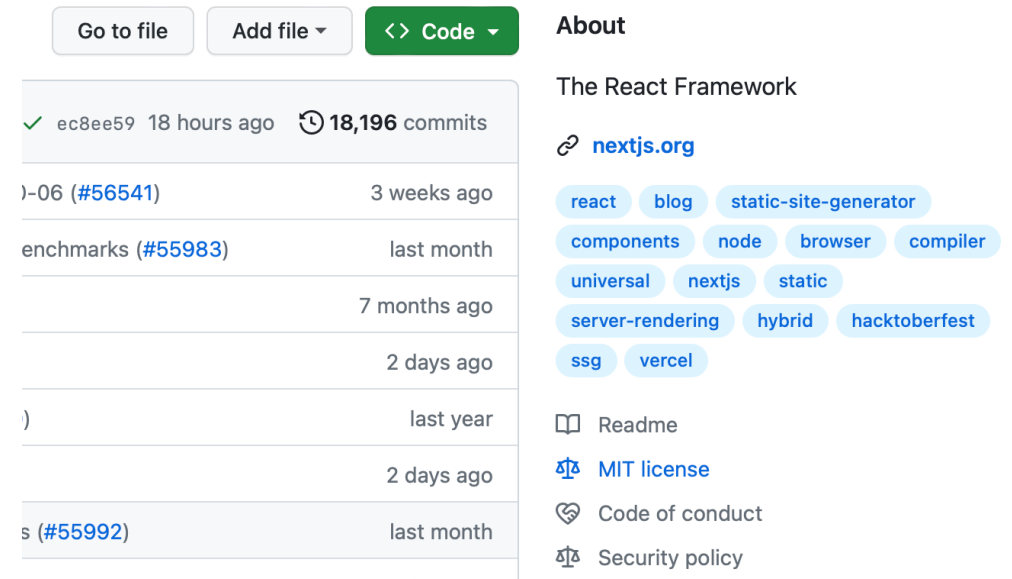 Go to file Add file Code
ec8ee59 18 hours ago 18,196 commits
-06 (#56541) 3 weeks ago
enchmarks (#55983) last month
7 months ago
2 days ago
) last year
2 days ago
s (#55992) last month
About
The React Framework
nextjs.org
react blog static-site-generator
components node browser compiler
universal nextjs static
server-rendering hybrid hacktoberfest
ssg vercel
Readme
MIT license
Code of conduct
Security policy